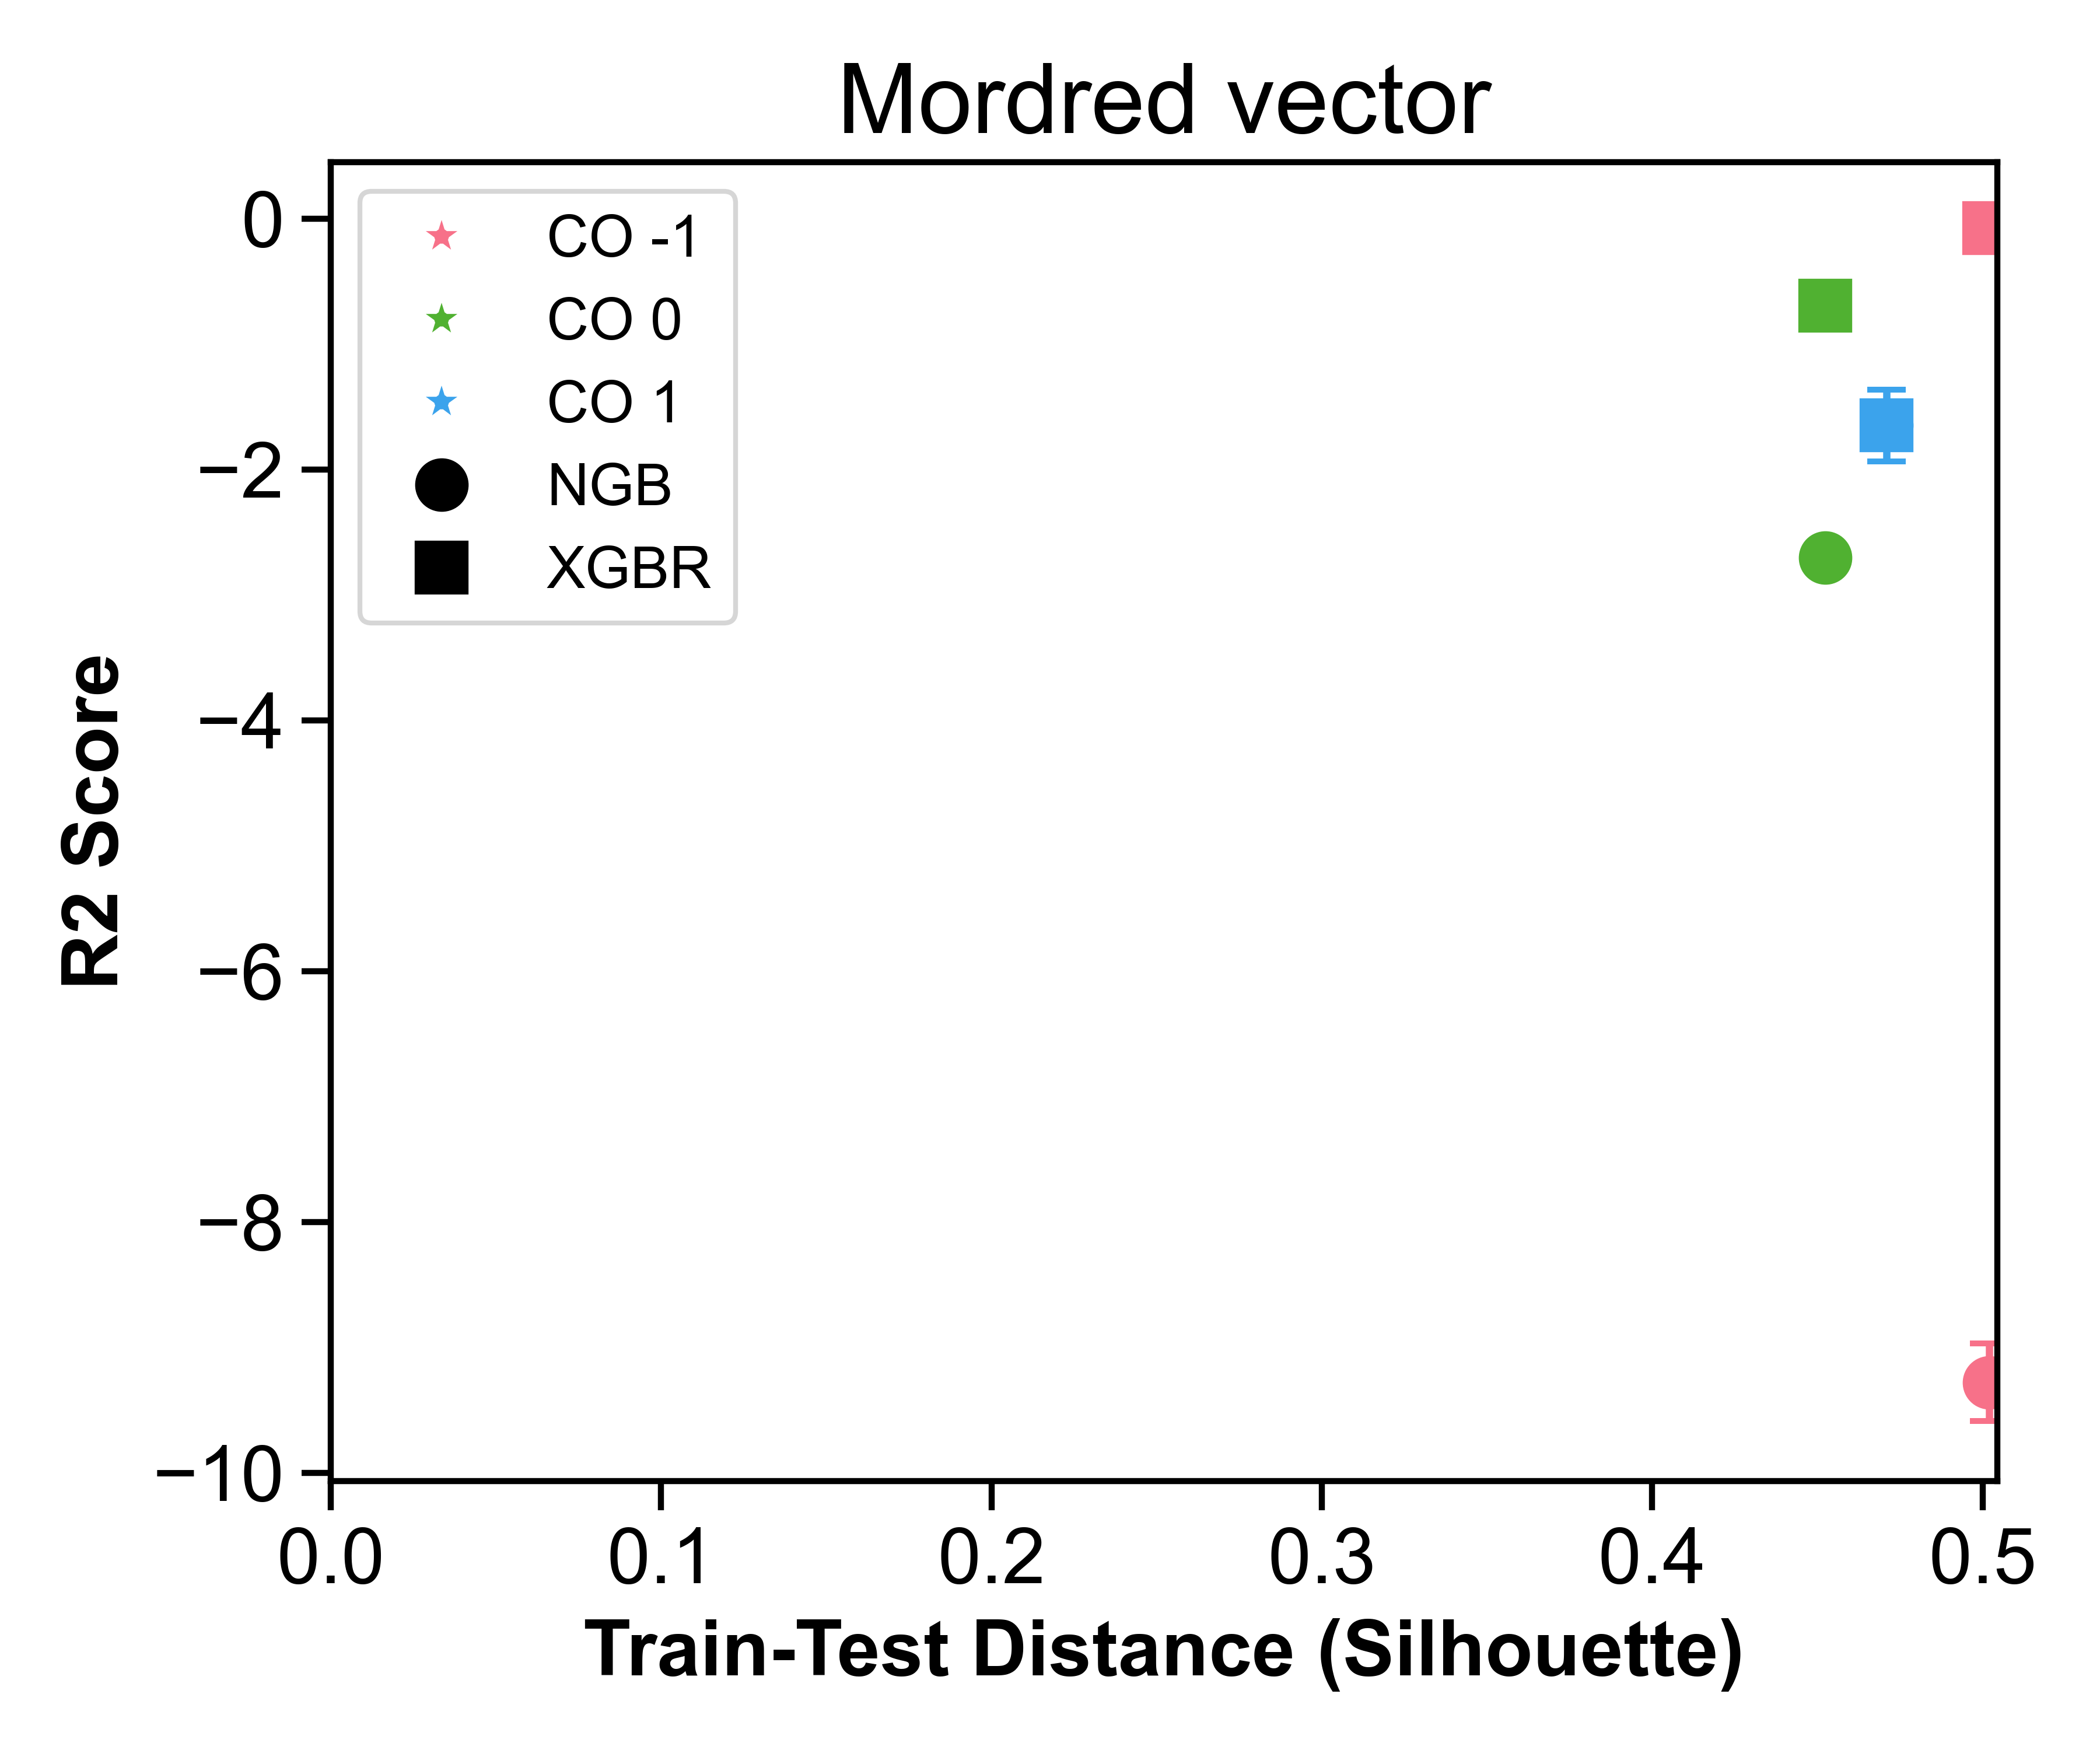 Mordred vector
CO -1
CO 0
CO 1
NGB
XGBR
R2 Score
0
−2
−4
−6
−8
−10
0.0
0.1
0.2
0.3
0.4
0.5
Train-Test Distance (Silhouette)